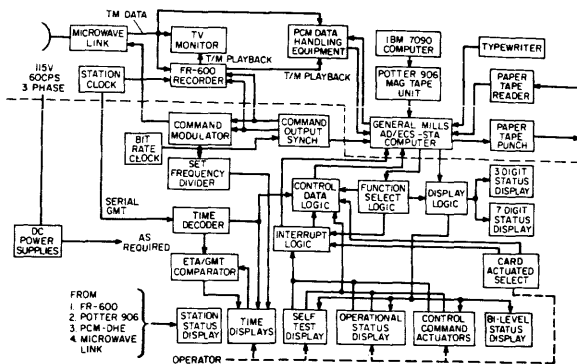 TM DATA
MICROWAVE
LINK
TV
MONITOR
PCM DATA
HANDLING
EQUIPMENT
IBM 7090
COMPUTER
TYPEWRITER
115V
60CPS
3 PHASE
STATION
CLOCK
T/M PLAYBACK
FR-600
RECORDER
T/M PLAYBACK
POTTER 906
MAG TAPE
UNIT
PAPER
TAPE
READER
COMMAND
MODULATOR
COMMAND
OUTPUT
SYNCH
GENERAL MILLS
AD/ECS-STA
COMPUTER
PAPER
TAPE
PUNCH
BIT
RATE
CLOCK
SET
FREQUENCY
DIVIDER
CONTROL
DATA
LOGIC
FUNCTION
SELECT
LOGIC
DISPLAY
LOGIC
3 DIGIT
STATUS
DISPLAY
7 DIGIT
STATUS
DISPLAY
SERIAL
GMT
TIME
DECODER
INTERRUPT
LOGIC
DC
POWER
SUPPLIES
AS
REQUIRED
ETA/GMT
COMPARATOR
CARD
ACTUATED
SELECT
FROM
1. FR-600
2. POTTER 906
3. PCM-DHE
4. MICROWAVE
LINK
STATION
STATUS
DISPLAY
TIME
DISPLAYS
SELF
TEST
DISPLAY
OPERATIONAL
STATUS
DISPLAY
CONTROL
COMMAND
ACTUATORS
BI-LEVEL
STATUS
DISPLAY
OPERATOR